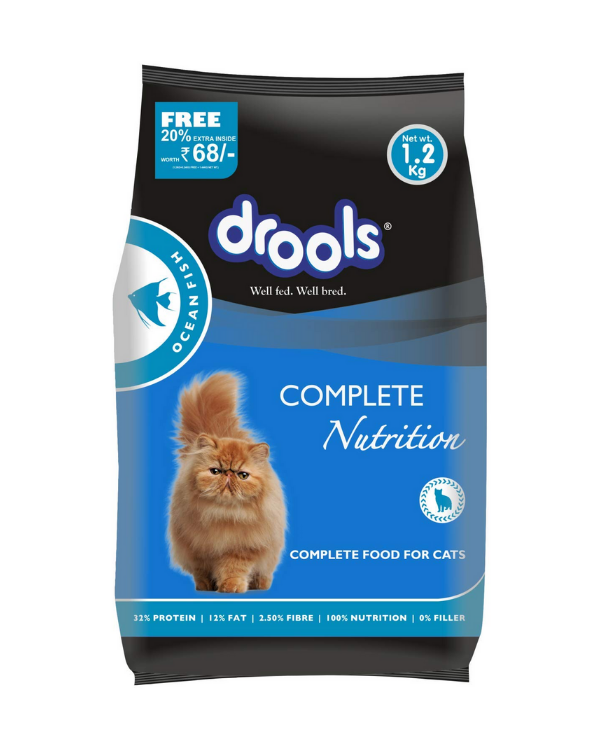 FREE
20% EXTRA INSIDE
WORTH ₹ 68/-
Net wt.
1.2
Kg
drools®
Well fed. Well bred.
OCEAN FISH
COMPLETE
Nutrition
COMPLETE FOOD FOR CATS
32% PROTEIN | 12% FAT | 2.50% FIBRE | 100% NUTRITION | 0% FILLER